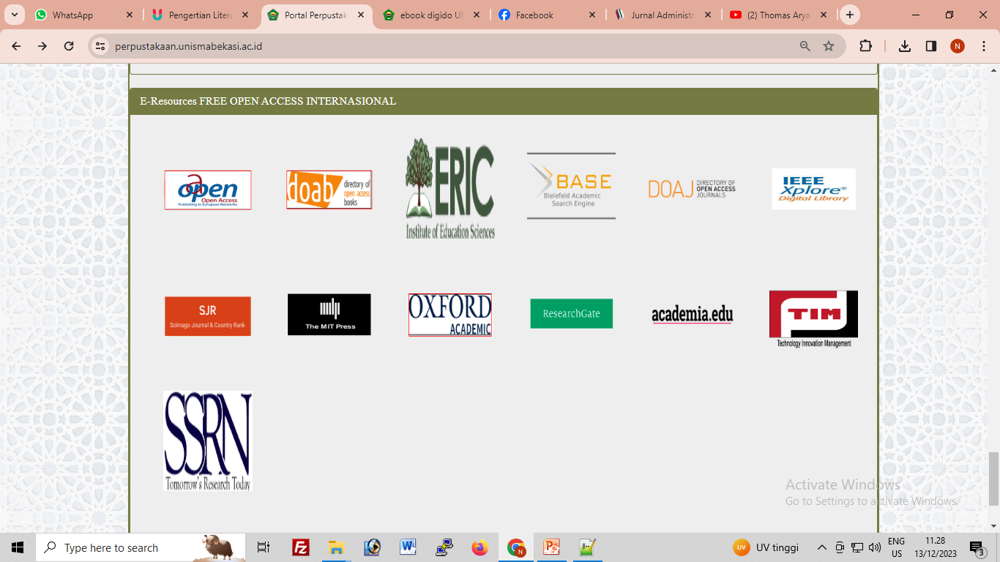 WhatsApp
Pengertian Litera
Portal Perpustak
ebook digido UN
Facebook
Jurnal Administr
(2) Thomas Arya
perpustakaan.unismabekasi.ac.id
N
E-Resources FREE OPEN ACCESS INTERNASIONAL
open
Open Access
Publishing in European Networks
doab directory of
open access
books
ERIC
Institute of Education Sciences
BASE
Bielefeld Academic
Search Engine
DOAJ DIRECTORY OF
OPEN ACCESS
JOURNALS
IEEE
Xplore®
Digital Library
SJR
Scimago Journal & Country Rank
The MIT Press
OXFORD
ACADEMIC
ResearchGate
academia.edu
TIM
Technology Innovation Management
SSRN
Tomorrow's Research Today
Activate Windows
Go to Settings to activate Windows.
Type here to search
UV
UV tinggi
ENG
US
11.28
13/12/2023
3